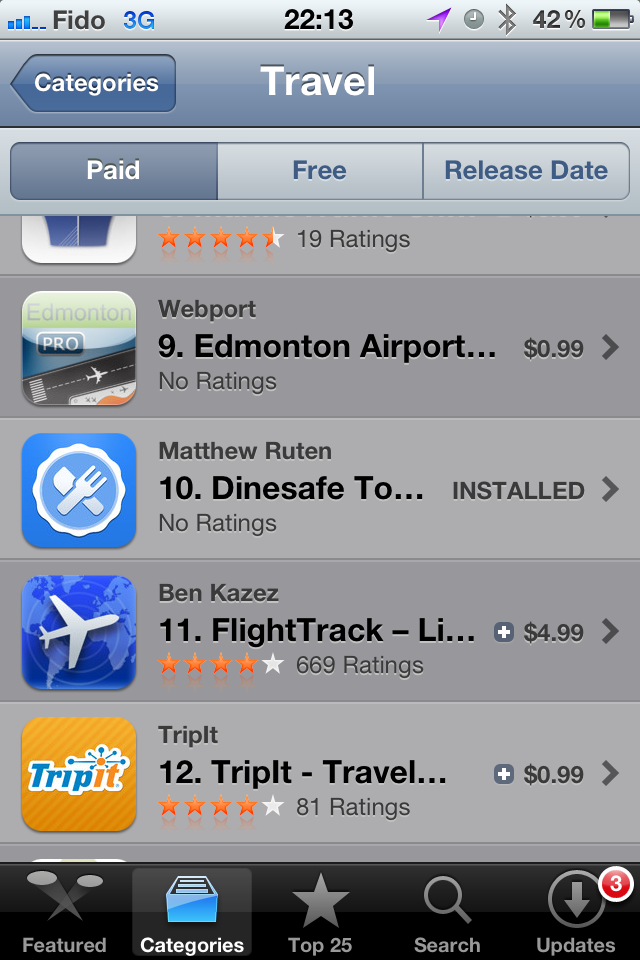 Fido 3G 22:13 42%
Categories Travel
Paid Free Release Date
19 Ratings
Edmonton
PRO
Webport
9. Edmonton Airport... $0.99
No Ratings
Matthew Ruten
10. Dinesafe To... INSTALLED
No Ratings
Ben Kazez
11. FlightTrack – Li... $4.99
669 Ratings
TripIt
TripIt
12. TripIt - Travel... $0.99
81 Ratings
3
Featured Categories Top 25 Search Updates